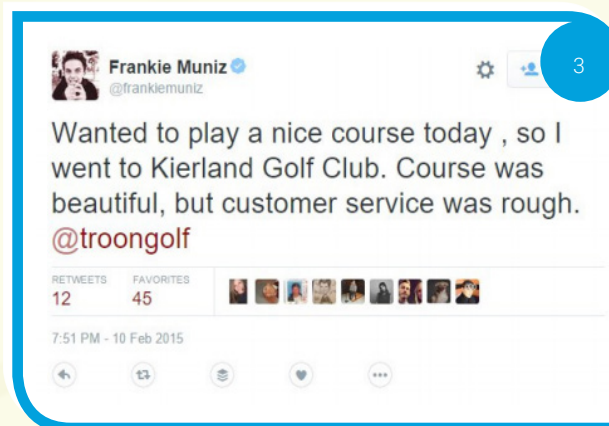 3
Frankie Muniz
@frankiemuniz
Wanted to play a nice course today , so I
went to Kierland Golf Club. Course was
beautiful, but customer service was rough.
@troongolf
RETWEETS FAVORITES
12 45
7:51 PM - 10 Feb 2015